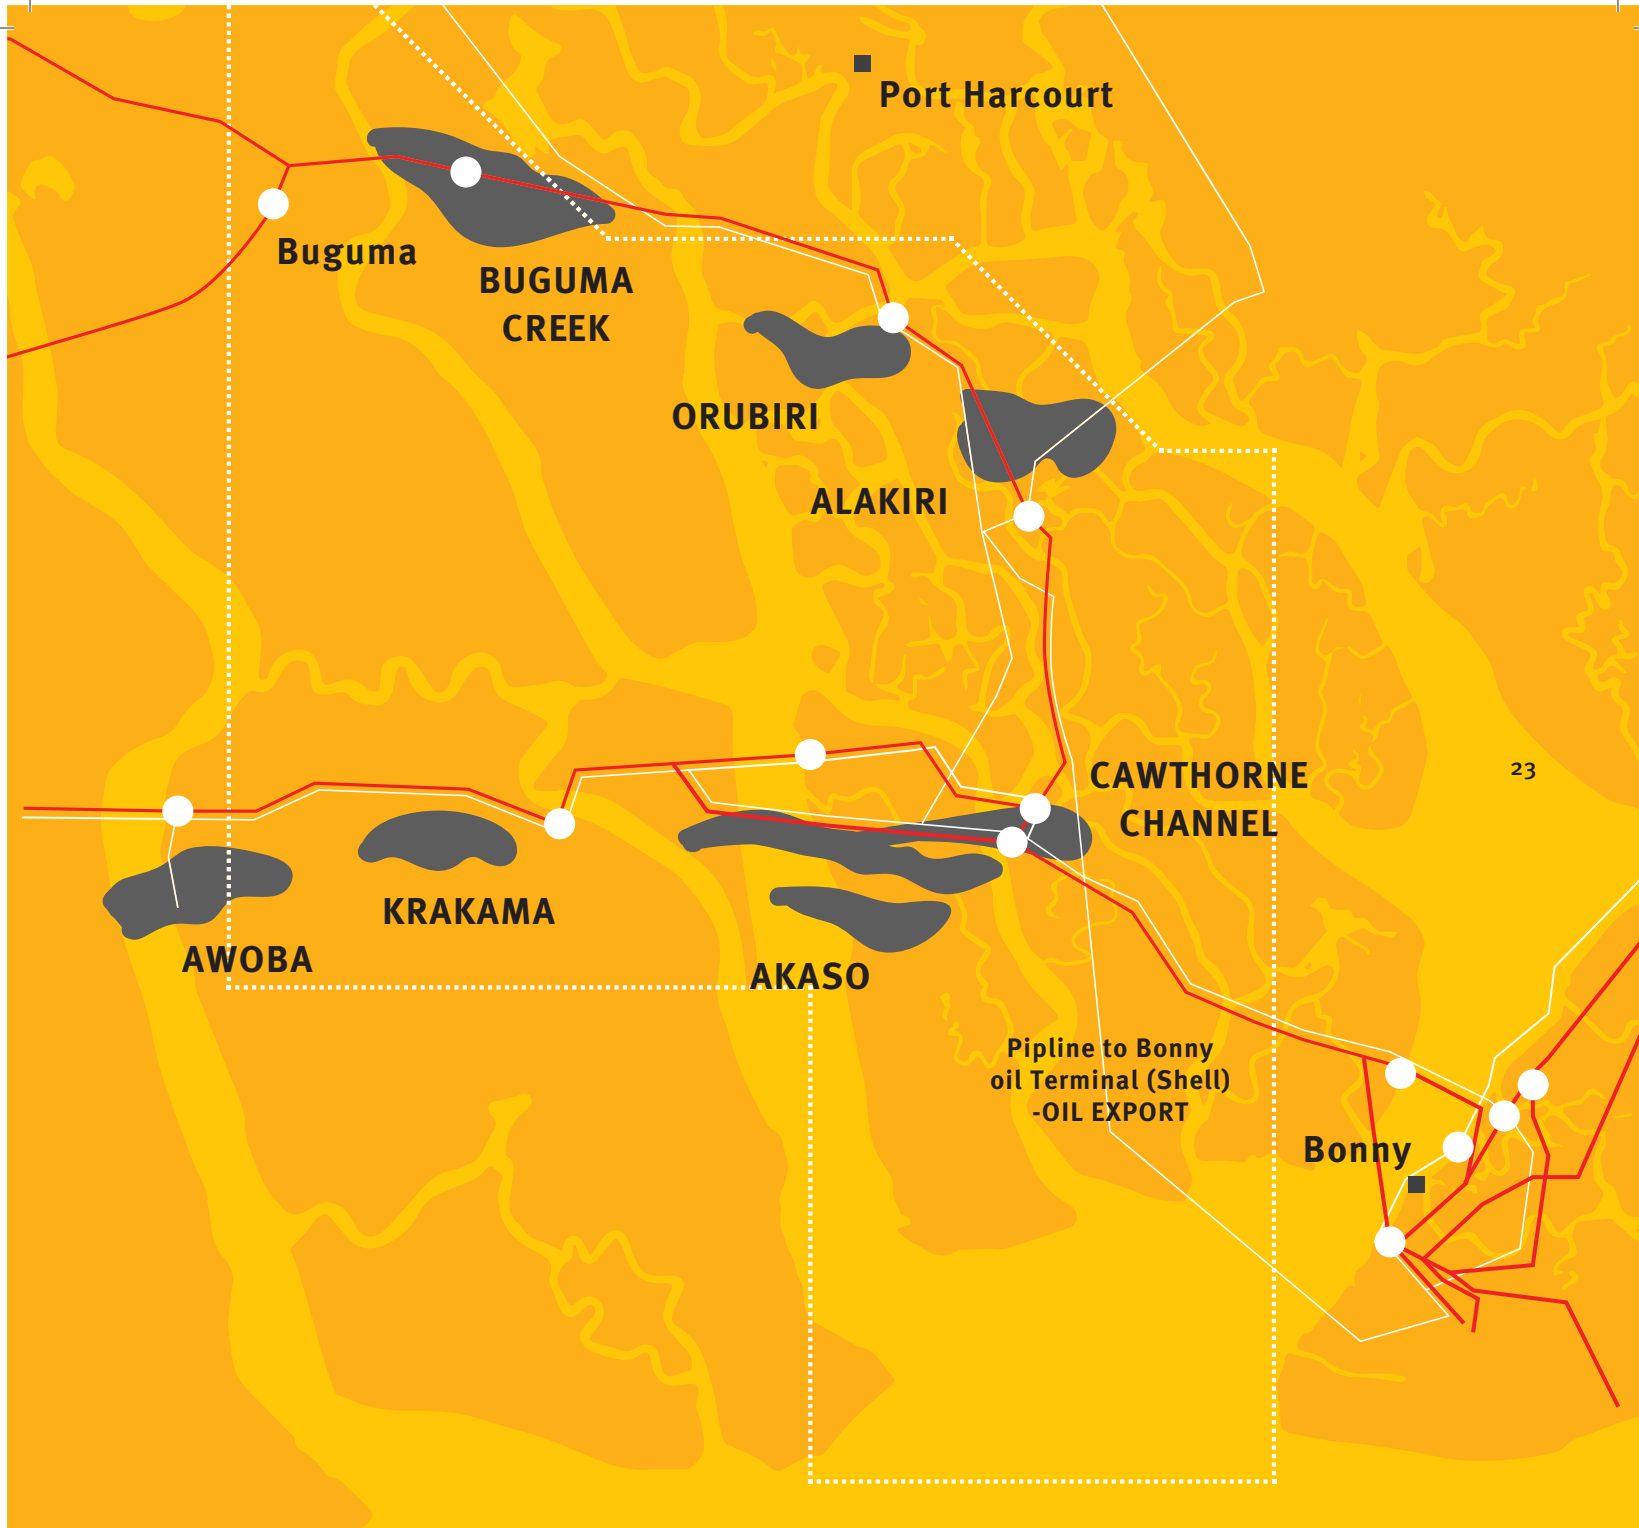 Port Harcourt
Buguma
BUGUMA
CREEK
ORUBIRI
ALAKIRI
CAWTHORNE
CHANNEL
23
KRAKAMA
AWOBA
AKASO
Pipline to Bonny
oil Terminal (Shell)
-OIL EXPORT
Bonny